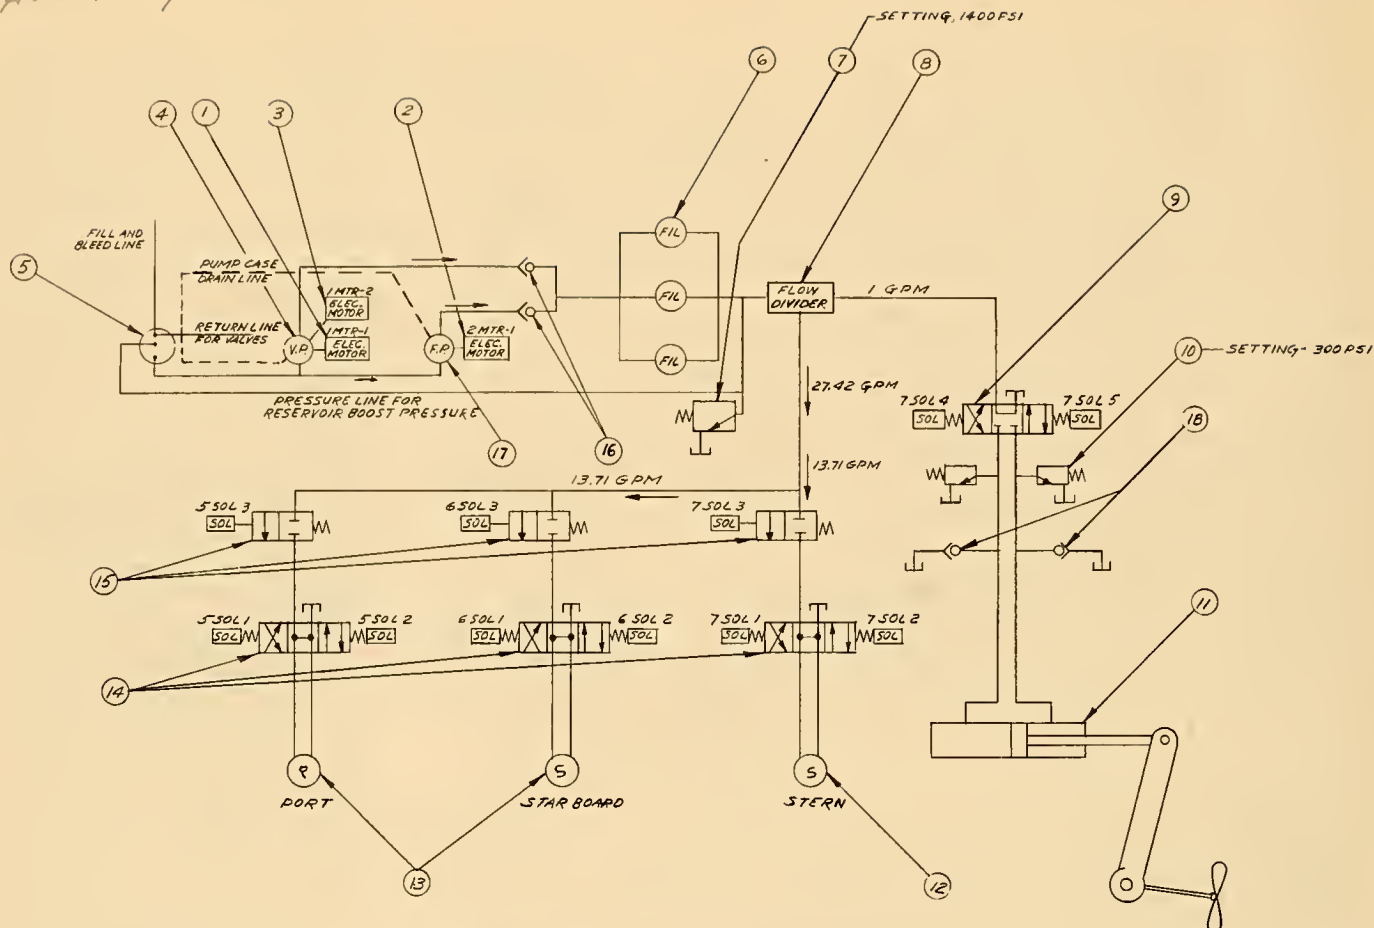 SETTING, 1400 PSI
6
7
8
4
1
3
2
9
FILL AND
BLEED LINE
5
PUMP CASE
DRAIN LINE
1 MTR-2
ELEC.
MOTOR
RETURN LINE
FOR VALVES
V.P.
1 MTR-1
ELEC.
MOTOR
F.P.
2 MTR-1
ELEC.
MOTOR
FIL
FIL
FIL
FLOW
DIVIDER
1 GPM
PRESSURE LINE FOR
RESERVOIR BOOST PRESSURE
27.42 GPM
10
SETTING - 300 PSI
17
16
18
7 SOL 4
SOL
7 SOL 5
SOL
13.71 GPM
13.71 GPM
5 SOL 3
SOL
6 SOL 3
SOL
7 SOL 3
SOL
15
5 SOL 1
SOL
5 SOL 2
SOL
6 SOL 1
SOL
6 SOL 2
SOL
7 SOL 1
SOL
7 SOL 2
SOL
14
11
P
S
S
PORT
STARBOARD
STERN
13
12